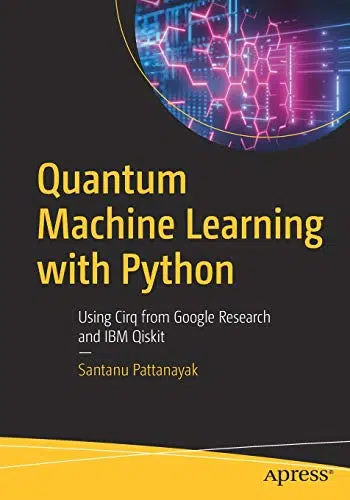 Quantum
Machine Learning
with Python
Using Cirq from Google Research
and IBM Qiskit
—
Santanu Pattanayak
Apress®